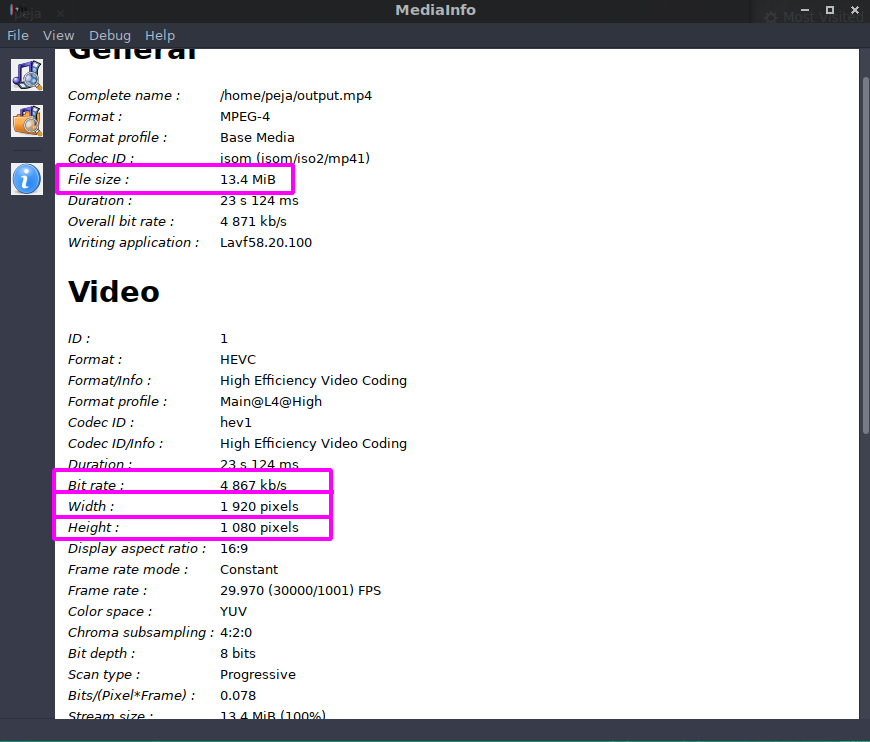 peja
MediaInfo
Most Visited
File View Debug Help
General
Complete name : /home/peja/output.mp4
Format : MPEG-4
Format profile : Base Media
Codec ID : isom (isom/iso2/mp41)
File size : 13.4 MiB
Duration : 23 s 124 ms
Overall bit rate : 4 871 kb/s
Writing application : Lavf58.20.100
Video
ID : 1
Format : HEVC
Format/Info : High Efficiency Video Coding
Format profile : Main@L4@High
Codec ID : hev1
Codec ID/Info : High Efficiency Video Coding
Duration : 23 s 124 ms
Bit rate : 4 867 kb/s
Width : 1 920 pixels
Height : 1 080 pixels
Display aspect ratio : 16:9
Frame rate mode : Constant
Frame rate : 29.970 (30000/1001) FPS
Color space : YUV
Chroma subsampling : 4:2:0
Bit depth : 8 bits
Scan type : Progressive
Bits/(Pixel*Frame) : 0.078
Stream size : 13.4 MiB (100%)